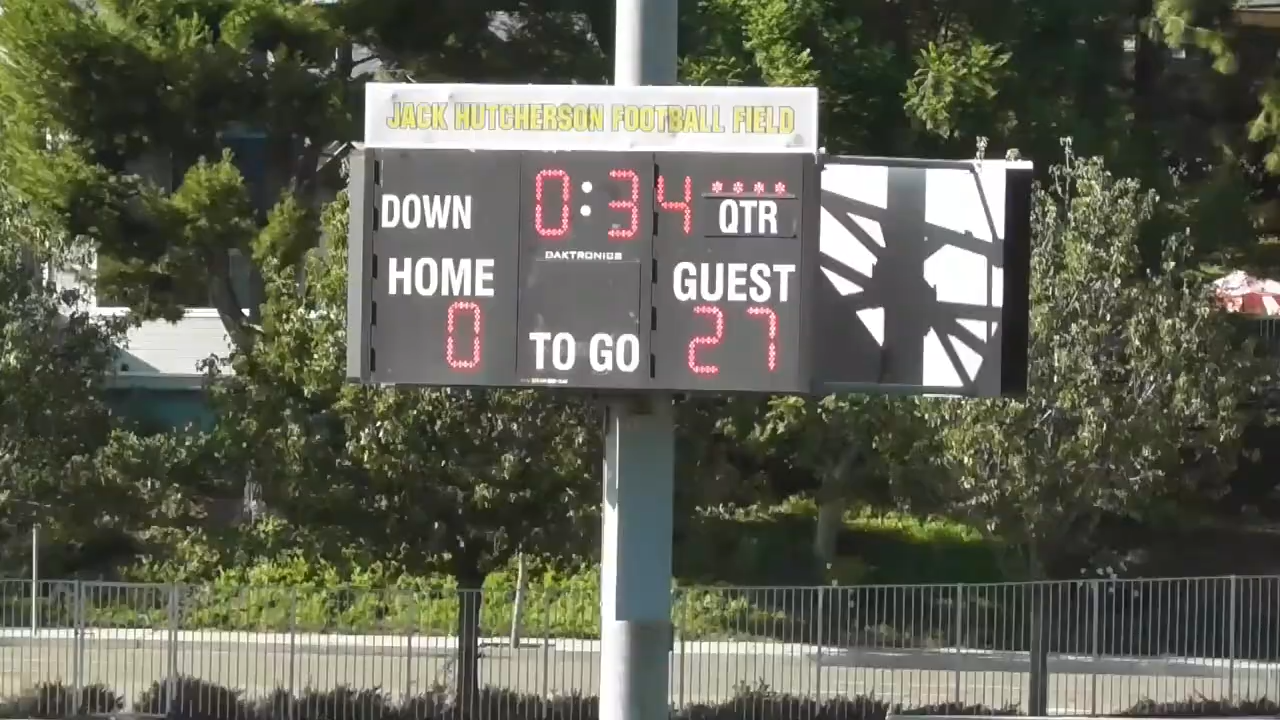 JACK HUTCHERSON FOOTBALL FIELD
DOWN
0:34
****
QTR
DAKTRONICS
HOME
GUEST
0
TO GO
27